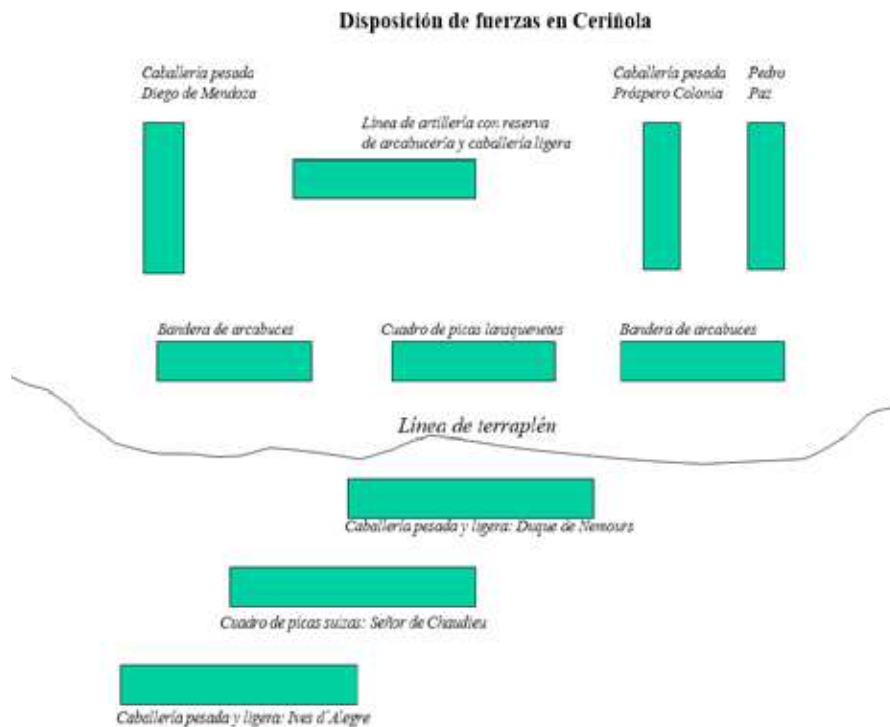 Disposición de fuerzas en Ceriñola
Caballería pesada
Diego de Mendoza
Línea de artillería con reserva
de arcabucería y caballería ligera
Caballería pesada
Próspero Colonia
Pedro
Paz
Bandera de arcabuces
Cuadro de picas lansquenetes
Bandera de arcabuces
Línea de terraplén
Caballería pesada y ligera: Duque de Nemours
Cuadro de picas suizas: Señor de Chaudieu
Caballería pesada y ligera: Ives d'Alegre